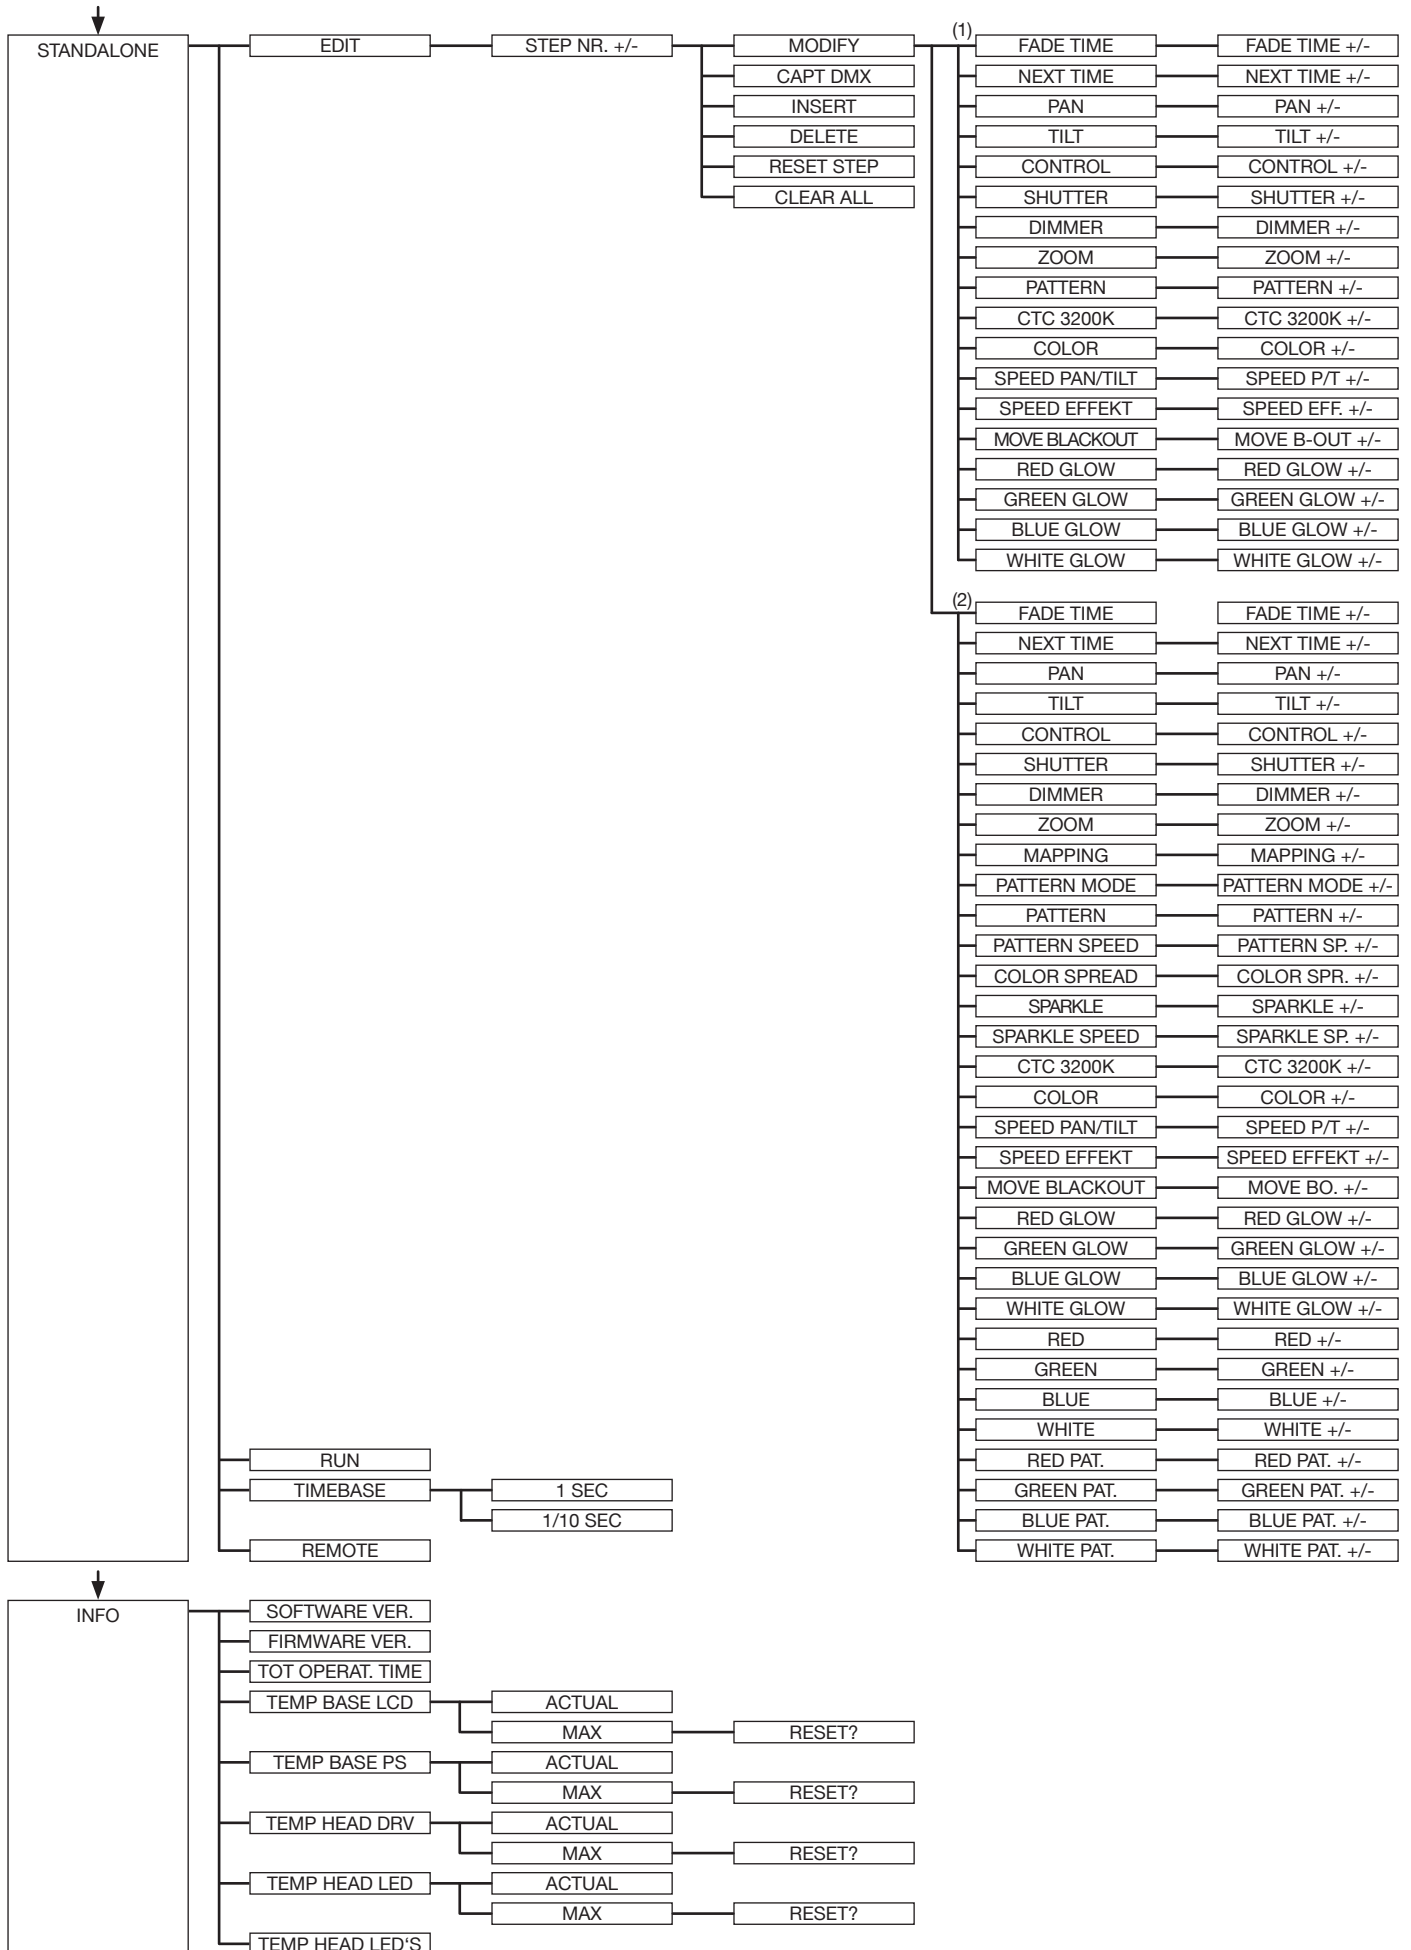 STANDALONE EDIT STEP NR. +/- MODIFY (1) FADE TIME FADE TIME +/-
CAPT DMX NEXT TIME NEXT TIME +/-
INSERT PAN PAN +/-
DELETE TILT TILT +/-
RESET STEP CONTROL CONTROL +/-
CLEAR ALL SHUTTER SHUTTER +/-
DIMMER DIMMER +/-
ZOOM ZOOM +/-
PATTERN PATTERN +/-
CTC 3200K CTC 3200K +/-
COLOR COLOR +/-
SPEED PAN/TILT SPEED P/T +/-
SPEED EFFEKT SPEED EFF. +/-
MOVE BLACKOUT MOVE B-OUT +/-
RED GLOW RED GLOW +/-
GREEN GLOW GREEN GLOW +/-
BLUE GLOW BLUE GLOW +/-
WHITE GLOW WHITE GLOW +/-
(2) FADE TIME FADE TIME +/-
NEXT TIME NEXT TIME +/-
PAN PAN +/-
TILT TILT +/-
CONTROL CONTROL +/-
SHUTTER SHUTTER +/-
DIMMER DIMMER +/-
ZOOM ZOOM +/-
MAPPING MAPPING +/-
PATTERN MODE PATTERN MODE +/-
PATTERN PATTERN +/-
PATTERN SPEED PATTERN SP. +/-
COLOR SPREAD COLOR SPR. +/-
SPARKLE SPARKLE +/-
SPARKLE SPEED SPARKLE SP. +/-
CTC 3200K CTC 3200K +/-
COLOR COLOR +/-
SPEED PAN/TILT SPEED P/T +/-
SPEED EFFEKT SPEED EFFEKT +/-
MOVE BLACKOUT MOVE BO. +/-
RED GLOW RED GLOW +/-
GREEN GLOW GREEN GLOW +/-
BLUE GLOW BLUE GLOW +/-
WHITE GLOW WHITE GLOW +/-
RED RED +/-
GREEN GREEN +/-
BLUE BLUE +/-
WHITE WHITE +/-
RUN RED PAT. RED PAT. +/-
TIMEBASE 1 SEC GREEN PAT. GREEN PAT. +/-
1/10 SEC BLUE PAT. BLUE PAT. +/-
REMOTE WHITE PAT. WHITE PAT. +/-
INFO SOFTWARE VER.
FIRMWARE VER.
TOT OPERAT. TIME
TEMP BASE LCD ACTUAL
MAX RESET?
TEMP BASE PS ACTUAL
MAX RESET?
TEMP HEAD DRV ACTUAL
MAX RESET?
TEMP HEAD LED ACTUAL
MAX RESET?
TEMP HEAD LED'S